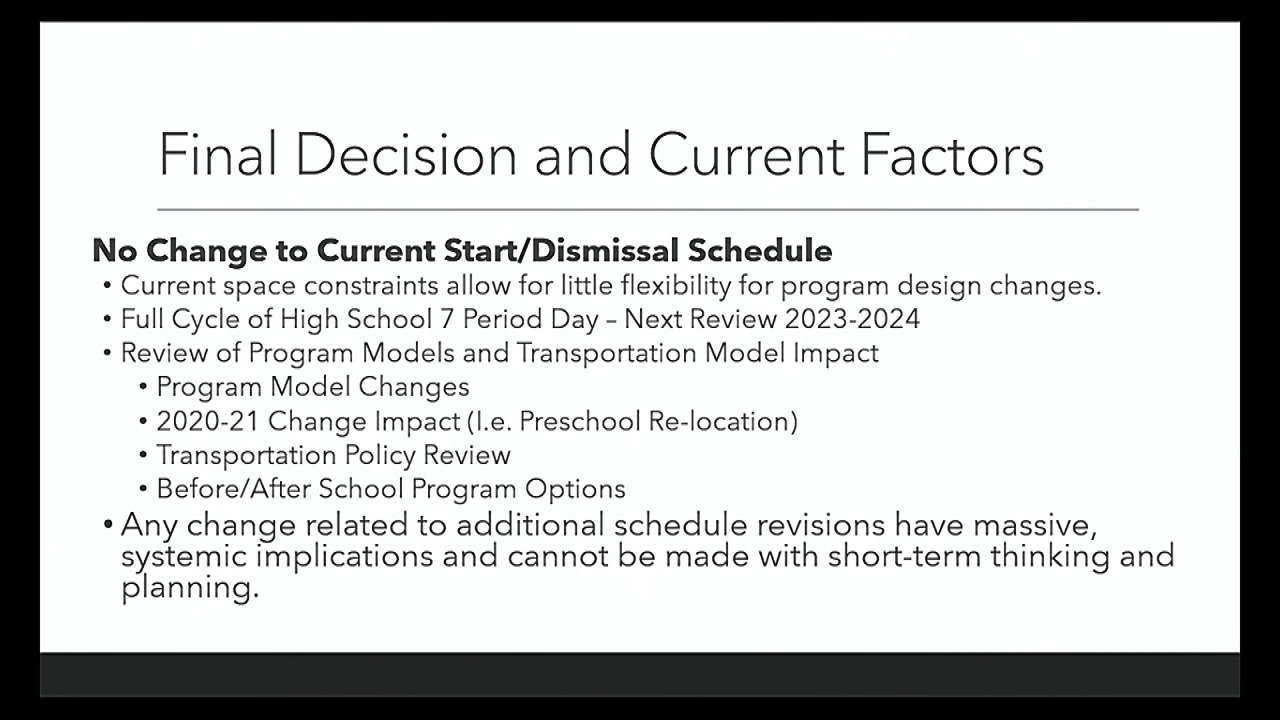 Final Decision and Current Factors
No Change to Current Start/Dismissal Schedule
• Current space constraints allow for little flexibility for program design changes.
• Full Cycle of High School 7 Period Day – Next Review 2023-2024
• Review of Program Models and Transportation Model Impact
• Program Model Changes
• 2020-21 Change Impact (I.e. Preschool Re-location)
• Transportation Policy Review
• Before/After School Program Options
• Any change related to additional schedule revisions have massive,
systemic implications and cannot be made with short-term thinking and
planning.